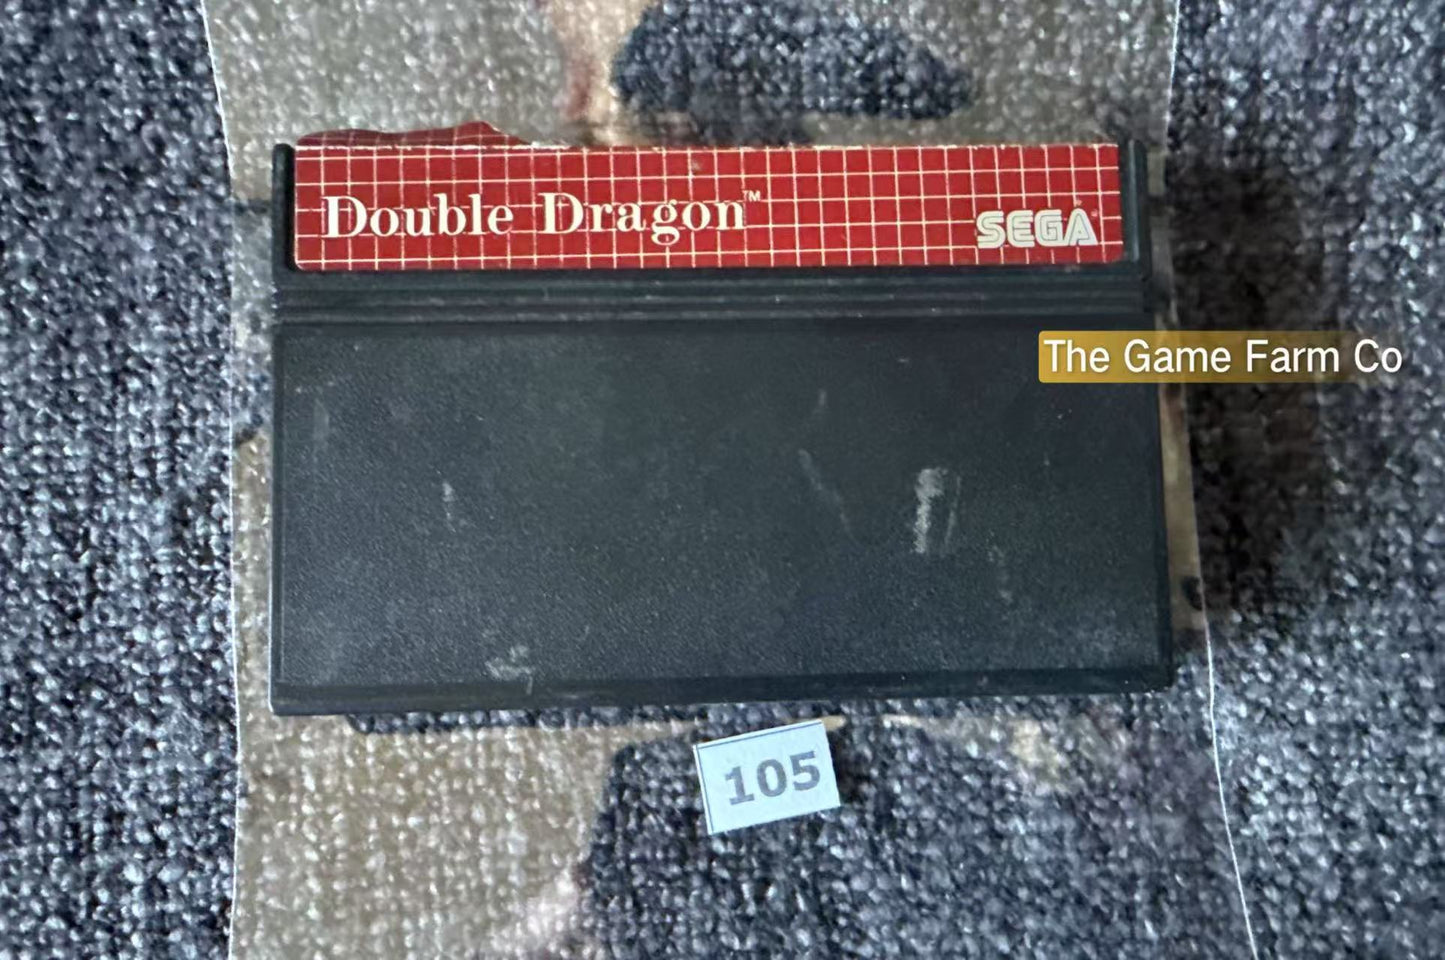 Double Dragon™
SEGA®
The Game Farm Co
105